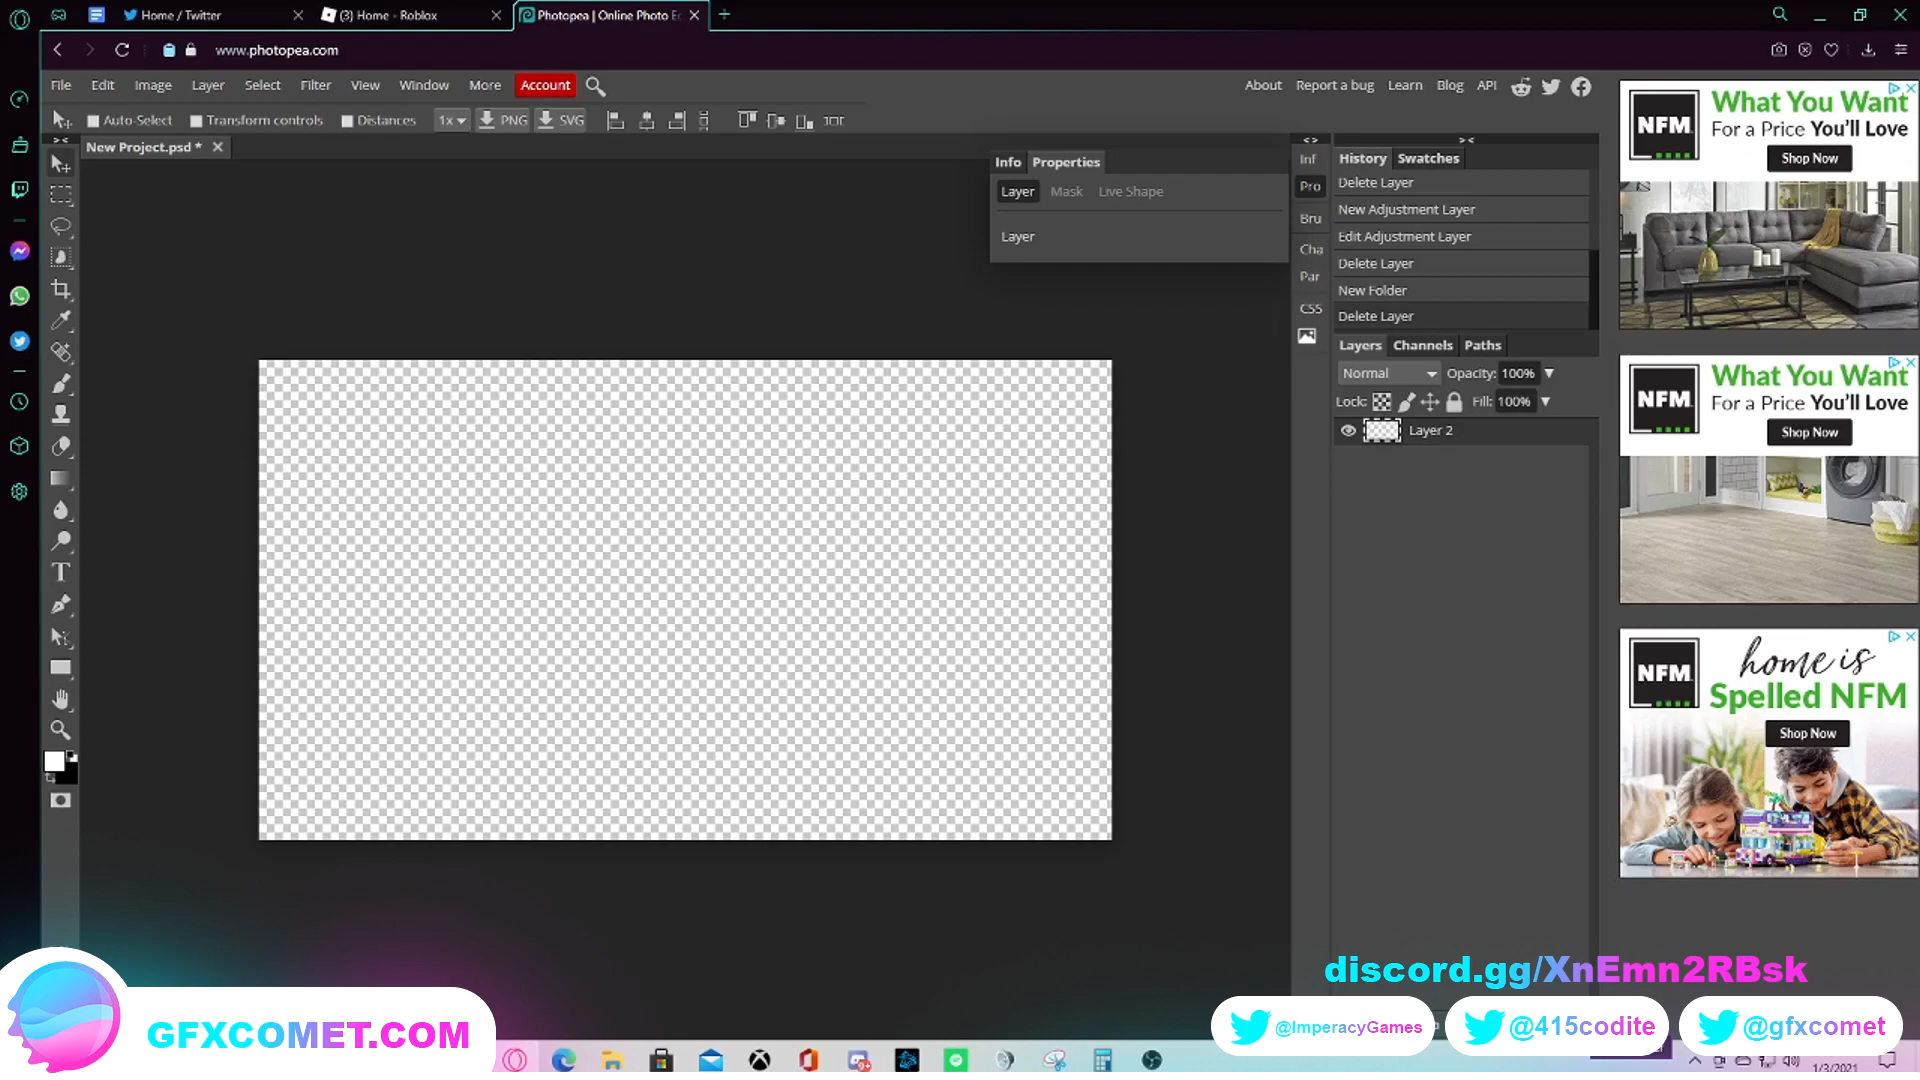 Home / Twitter
(3) Home - Roblox
Photopea | Online Photo Ed
www.photopea.com
File Edit Image Layer Select Filter View Window More Account
About Report a bug Learn Blog API
Auto-Select Transform controls Distances 1x PNG SVG
New Project.psd *
Info Properties
Layer Mask Live Shape
Layer
Inf
Pro
Bru
Cha
Par
CSS
History Swatches
Delete Layer
New Adjustment Layer
Edit Adjustment Layer
Delete Layer
New Folder
Delete Layer
Layers Channels Paths
Normal Opacity: 100%
Lock: Fill: 100%
Layer 2
NFM
What You Want
For a Price You'll Love
Shop Now
NFM
What You Want
For a Price You'll Love
Shop Now
NFM
home is
Spelled NFM
Shop Now
discord.gg/XnEmn2RBsk
GFXCOMET.COM
@ImperacyGames
@415codite
@gfxcomet
1/3/2021